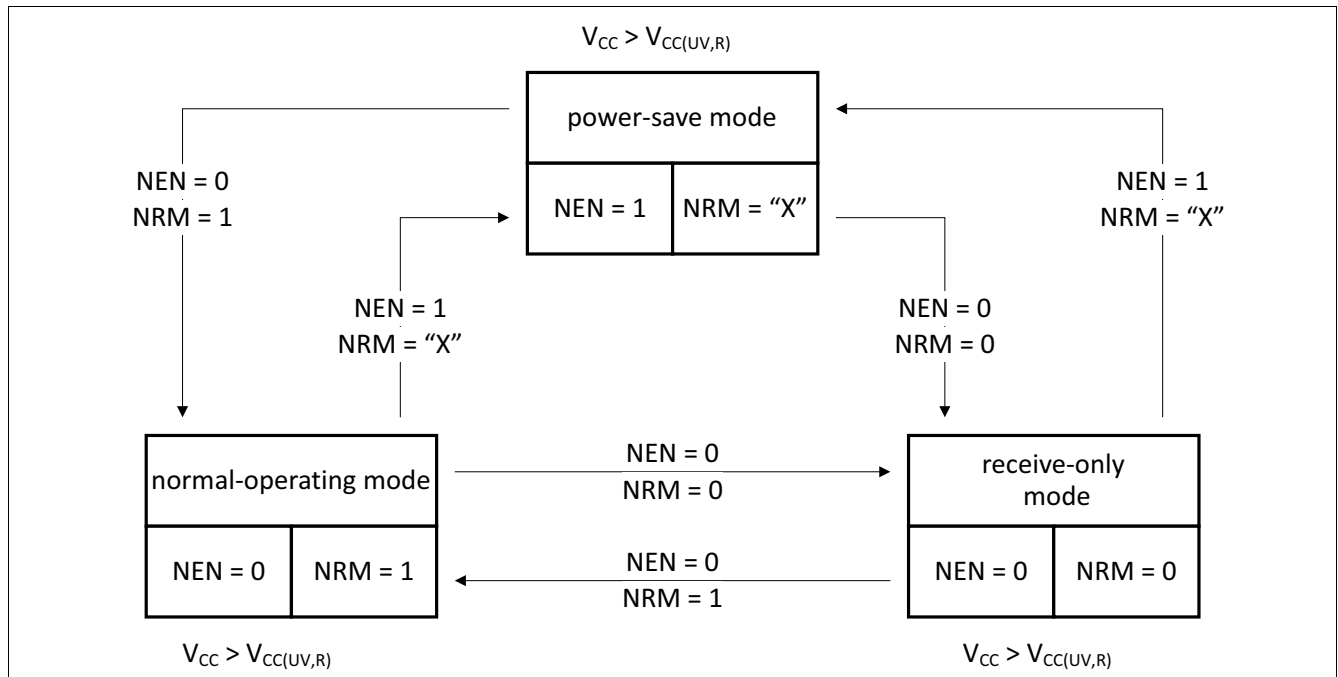 V_CC > V_CC(UV,R)
power-save mode
NEN = 1
NRM = “X”
NEN = 0
NRM = 1
NEN = 1
NRM = “X”
NEN = 1
NRM = “X”
NEN = 0
NRM = 0
normal-operating mode
NEN = 0
NRM = 1
NEN = 0
NRM = 0
NEN = 0
NRM = 1
receive-only
mode
NEN = 0
NRM = 0
V_CC > V_CC(UV,R)
V_CC > V_CC(UV,R)